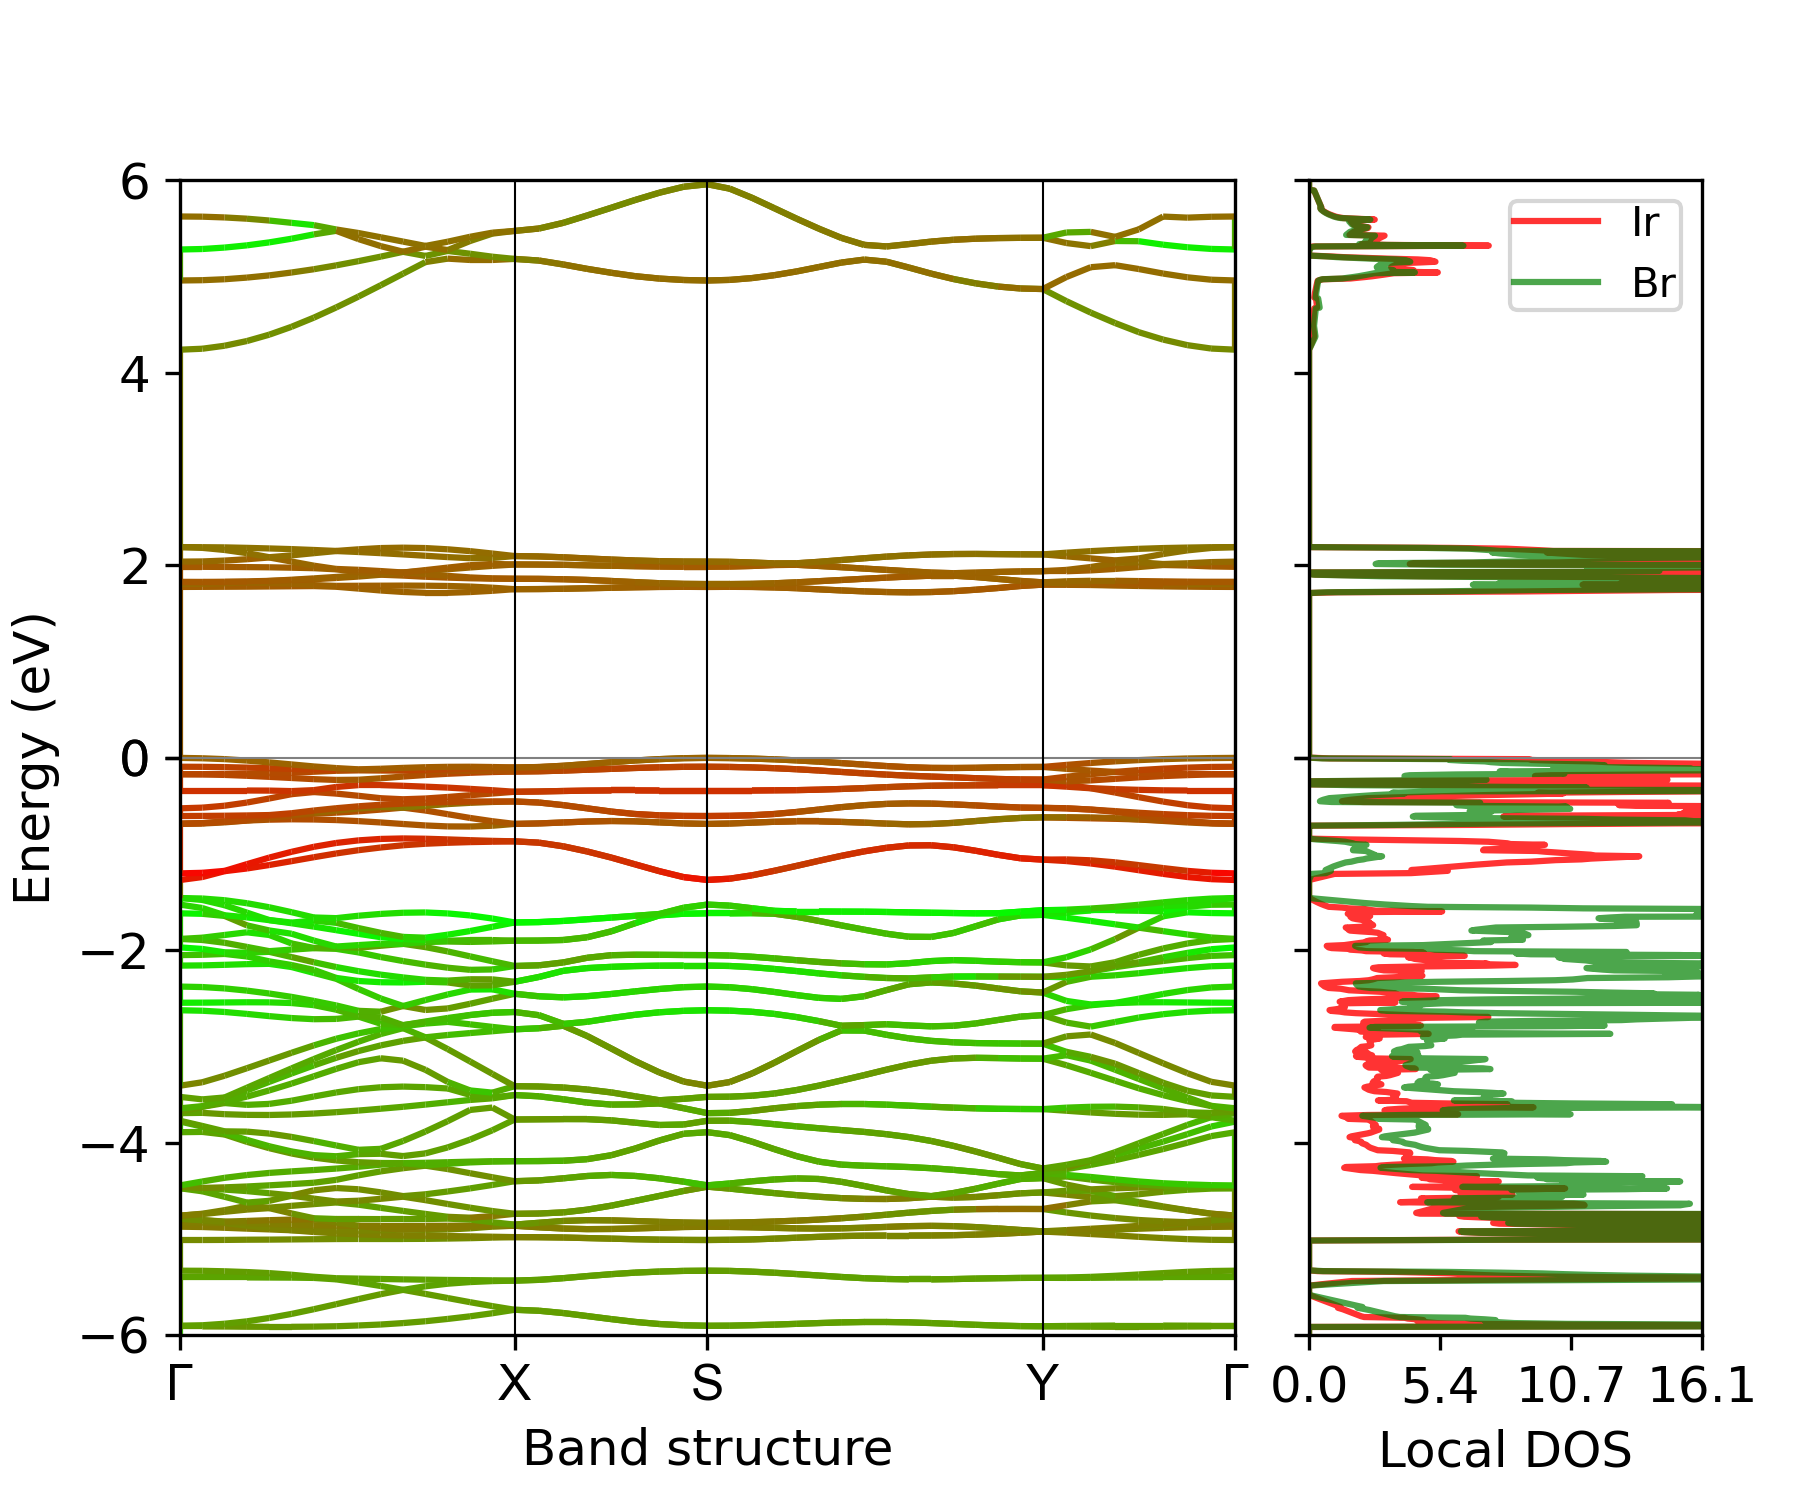 6
4
2
0
−2
−4
−6
Energy (eV)
Γ X S Y Γ
Band structure
Ir
Br
0.0 5.4 10.7 16.1
Local DOS